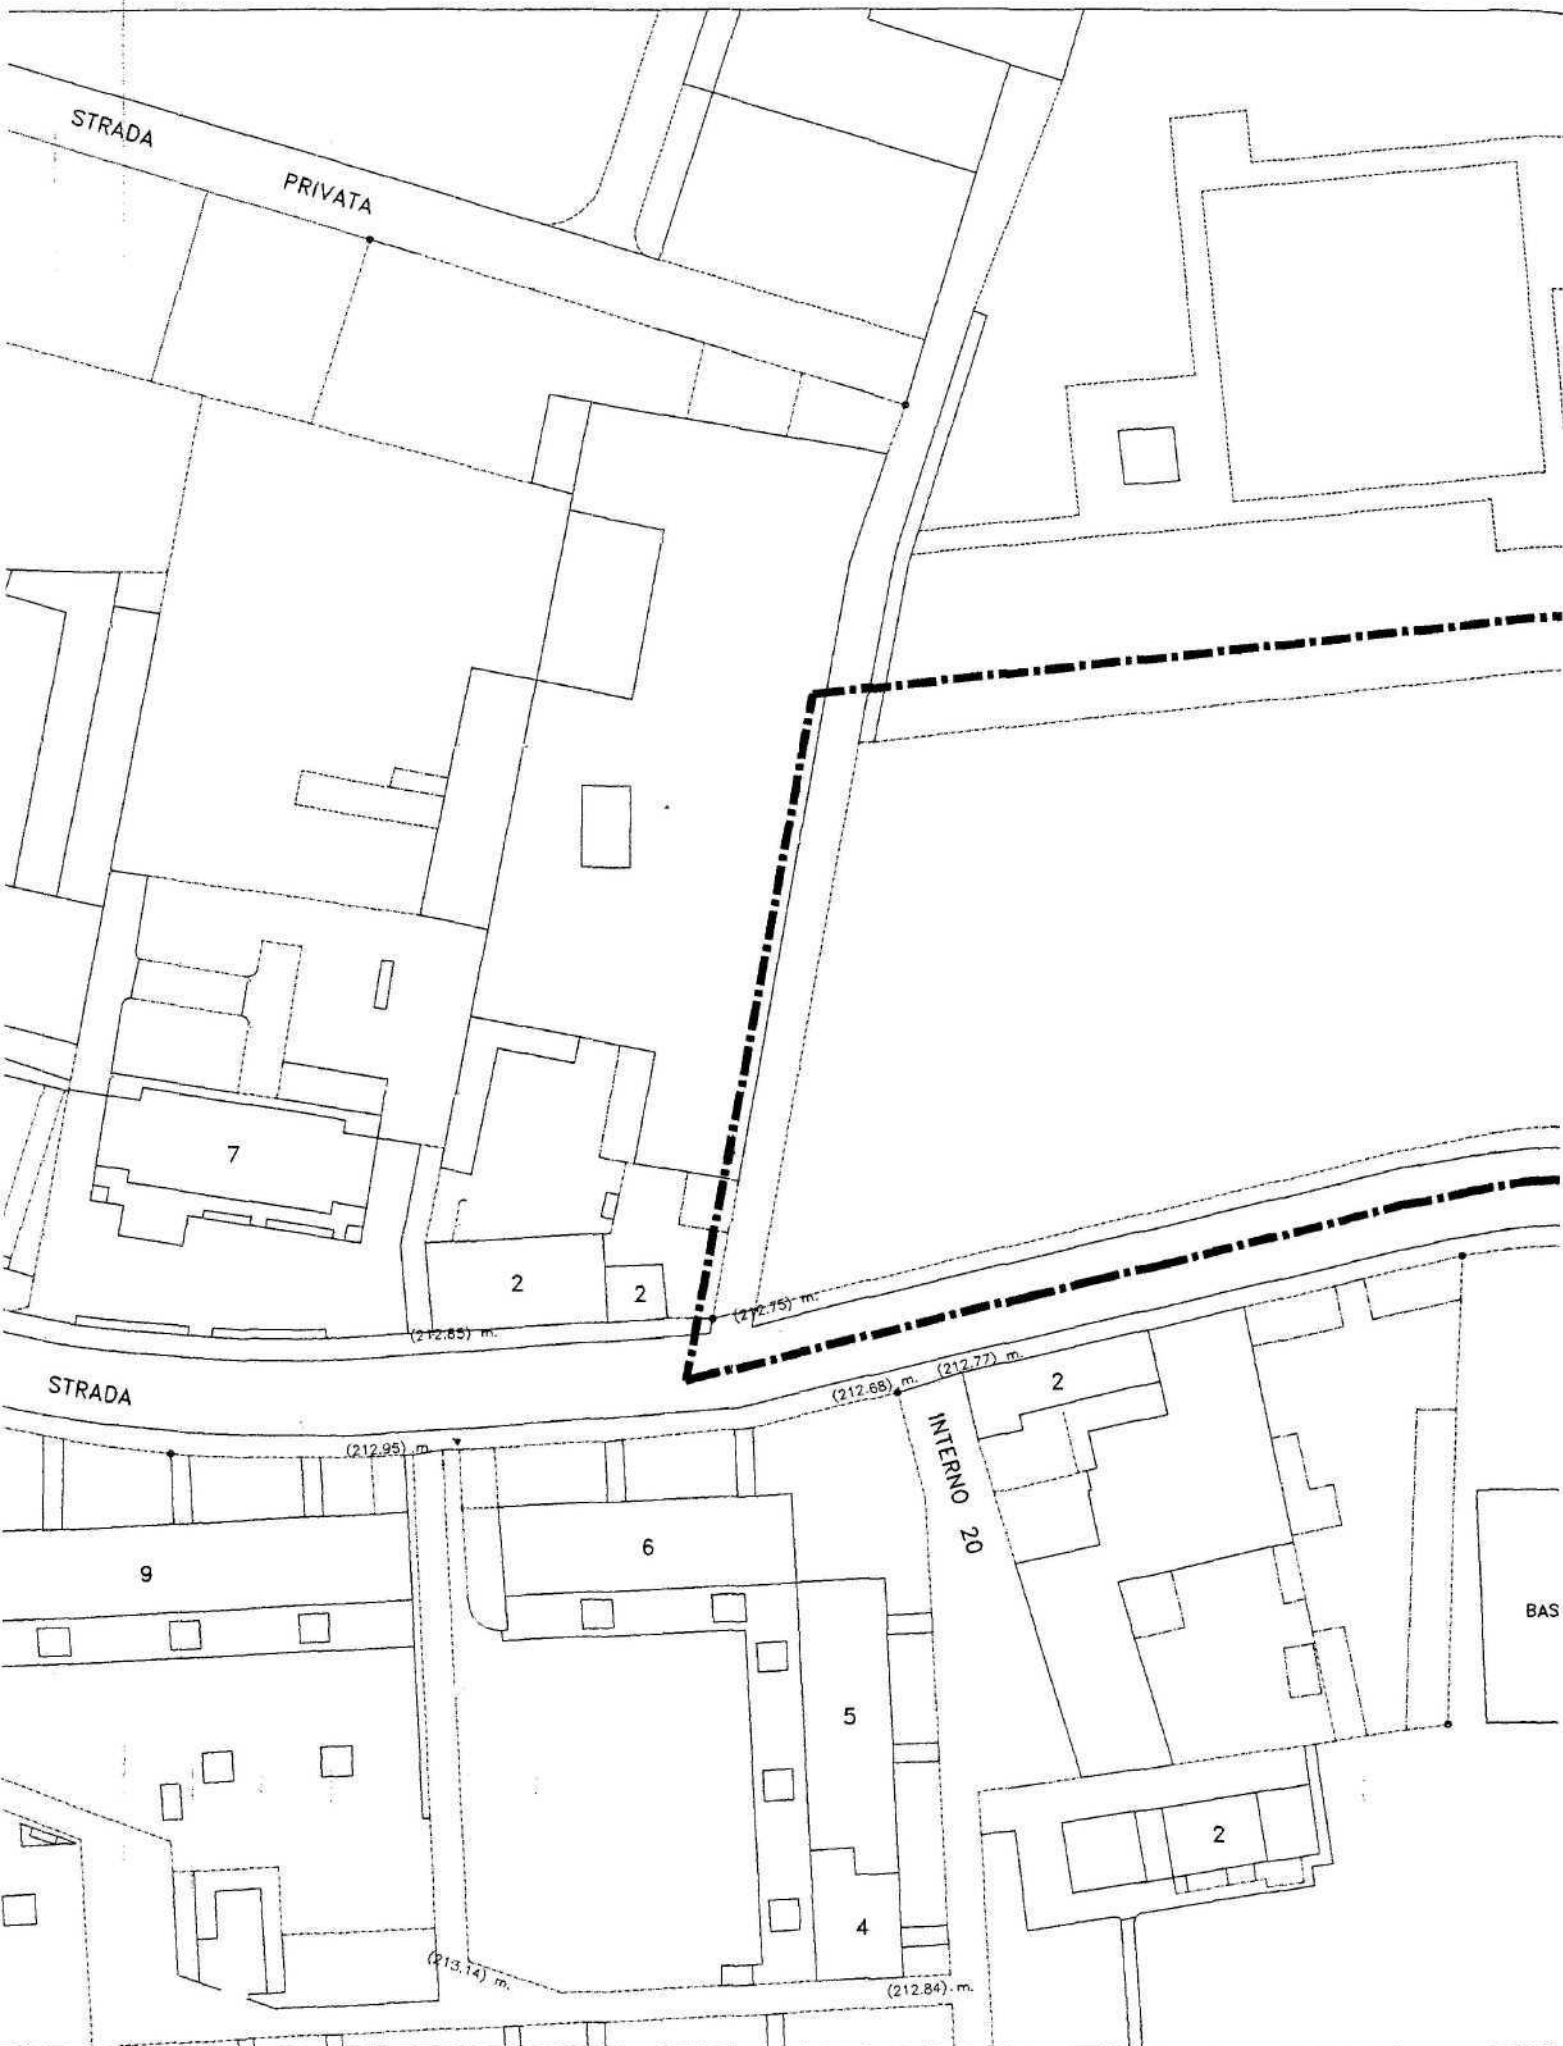 STRADA
PRIVATA
7
2
2
(212.75) m.
(212.85) m.
STRADA
(212.68) m.
(212.77) m.
2
(212.95) m.
INTERNO 20
6
9
BAS
5
2
4
(213.14) m.
(212.84) m.